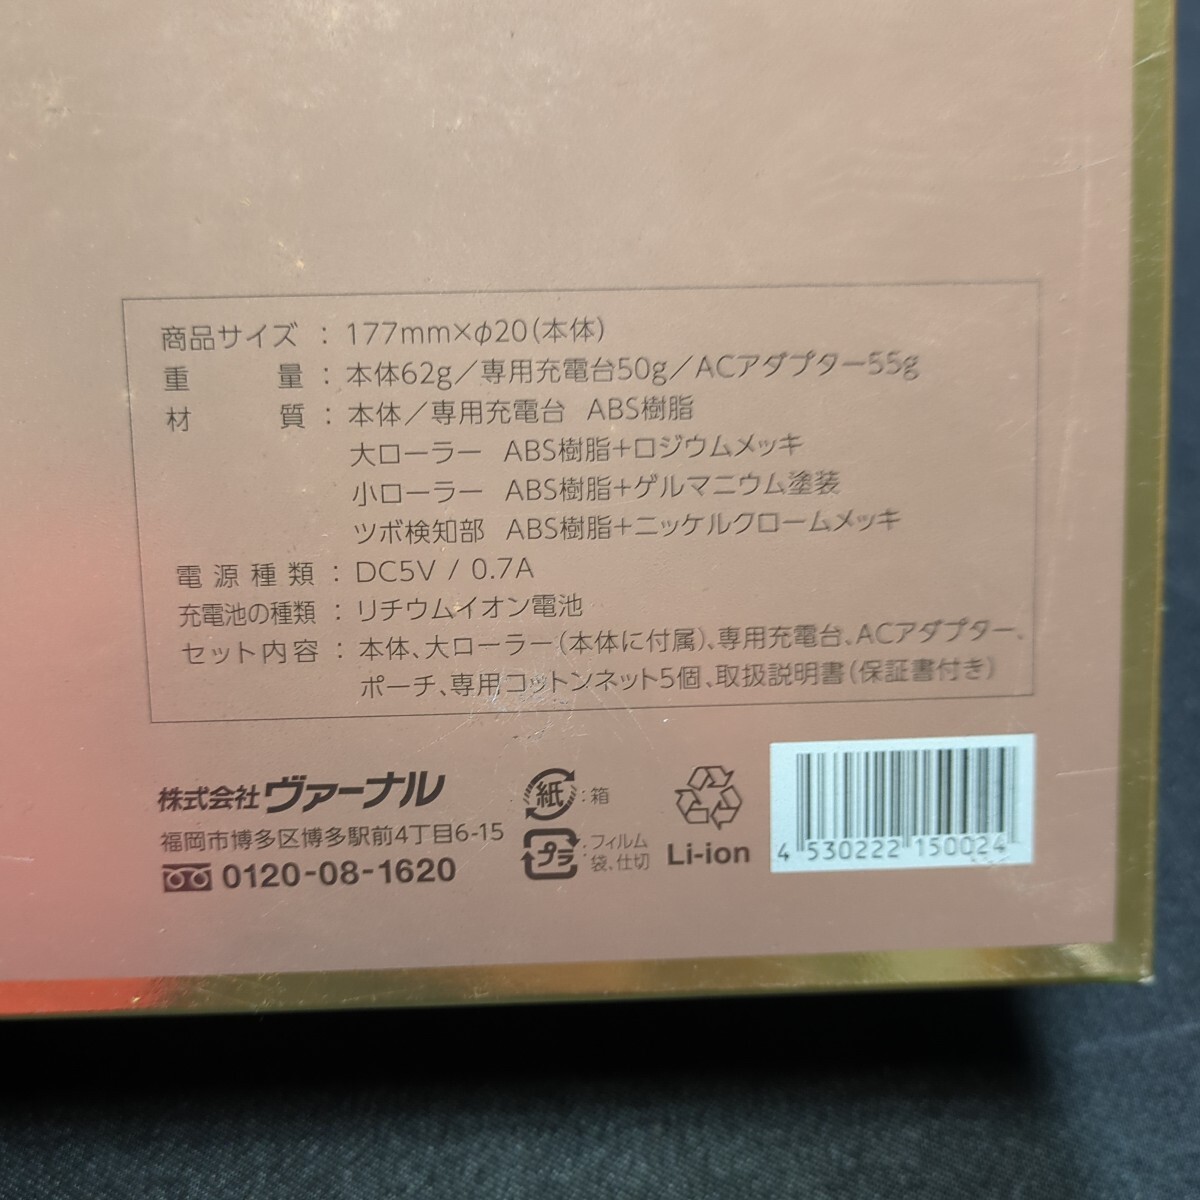 商品サイズ : 177mm×φ20(本体)
重 量 : 本体62g/専用充電台50g/ACアダプター55g
材 質 : 本体/専用充電台 ABS樹脂
大ローラー ABS樹脂+ロジウムメッキ
小ローラー ABS樹脂+ゲルマニウム塗装
ツボ検知部 ABS樹脂+ニッケルクロームメッキ
電源種類 : DC5V / 0.7A
充電池の種類 : リチウムイオン電池
セット内容 : 本体、大ローラー(本体に付属)、専用充電台、ACアダプター、
ポーチ、専用コットンネット5個、取扱説明書(保証書付き)
株式会社ヴァーナル
福岡市博多区博多駅前4丁目6-15
0120-08-1620
紙 : 箱
プラ : フィルム
袋、仕切
Li-ion
4 530222 150024